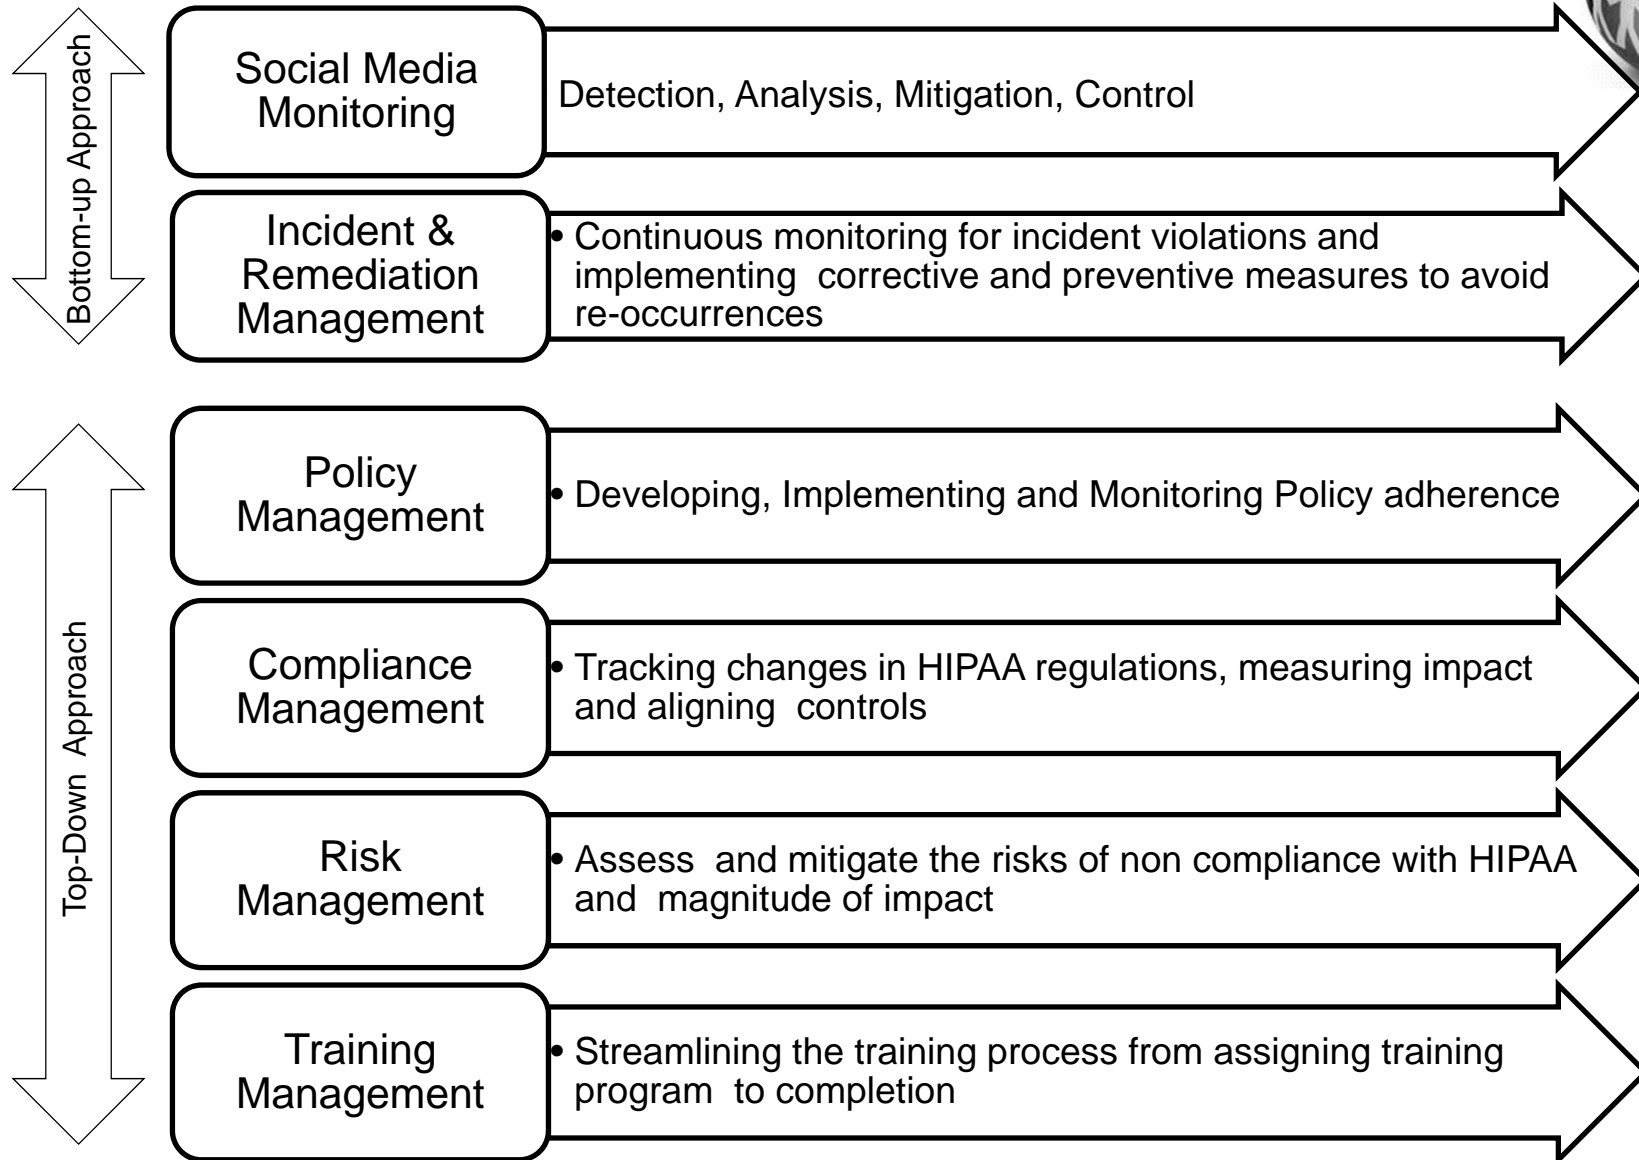 Bottom-up Approach
Social Media
Monitoring
Detection, Analysis, Mitigation, Control
Incident &
Remediation
Management
• Continuous monitoring for incident violations and
implementing  corrective and preventive measures to avoid
re-occurrences
Top-Down  Approach
Policy
Management
• Developing, Implementing and Monitoring Policy adherence
Compliance
Management
• Tracking changes in HIPAA regulations, measuring impact
and aligning  controls
Risk
Management
• Assess  and mitigate the risks of non compliance with HIPAA
and  magnitude of impact
Training
Management
• Streamlining the training process from assigning training
program  to completion